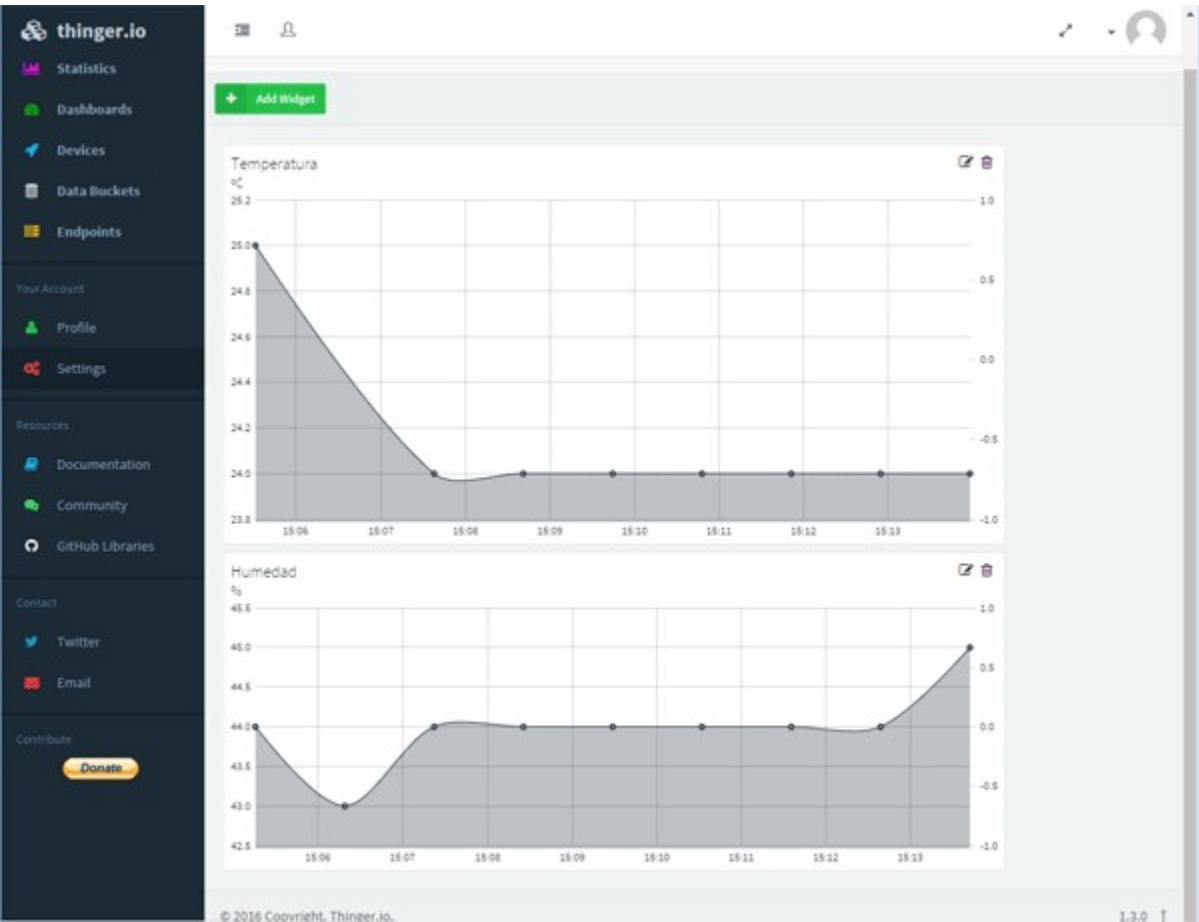 thinger.io
Statistics
Dashboards
Devices
Data Buckets
Endpoints
Your Account
Profile
Settings
Resources
Documentation
Community
GitHub Libraries
Contact
Twitter
Email
Contribute
Donate
+ Add Widget
Temperatura
ºC
25.2
25.0
24.8
24.6
24.4
24.2
24.0
23.8
1.0
0.5
0.0
-0.5
-1.0
15:06 15:07 15:08 15:09 15:10 15:11 15:12 15:13
Humedad
%
45.5
45.0
44.5
44.0
43.5
43.0
42.5
1.0
0.5
0.0
-0.5
-1.0
15:06 15:07 15:08 15:09 15:10 15:11 15:12 15:13
© 2016 Copyright. Thinger.io.
1.3.0 ↑